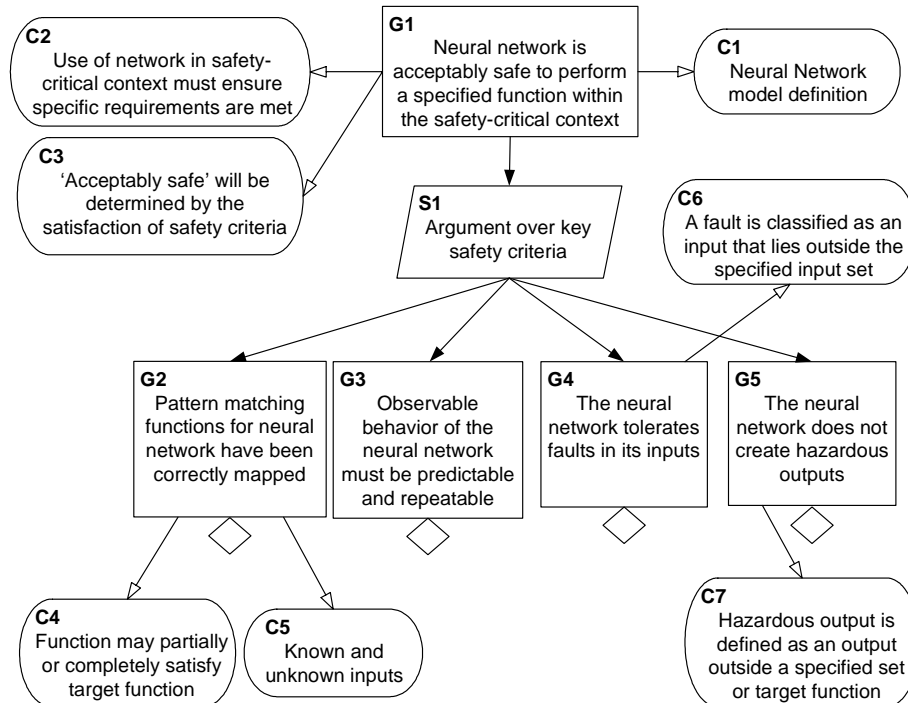 C2
Use of network in safety-
critical context must ensure
specific requirements are met
G1
Neural network is
acceptably safe to perform
a specified function within
the safety-critical context
C1
Neural Network
model definition
C3
‘Acceptably safe’ will be
determined by the
satisfaction of safety criteria
S1
Argument over key
safety criteria
C6
A fault is classified as an
input that lies outside the
specified input set
G2
Pattern matching
functions for neural
network have been
correctly mapped
G3
Observable
behavior of the
neural network
must be predictable
and repeatable
G4
The neural
network tolerates
faults in its inputs
G5
The neural
network does not
create hazardous
outputs
C4
Function may partially
or completely satisfy
target function
C5
Known and
unknown inputs
C7
Hazardous output is
defined as an output
outside a specified set
or target function